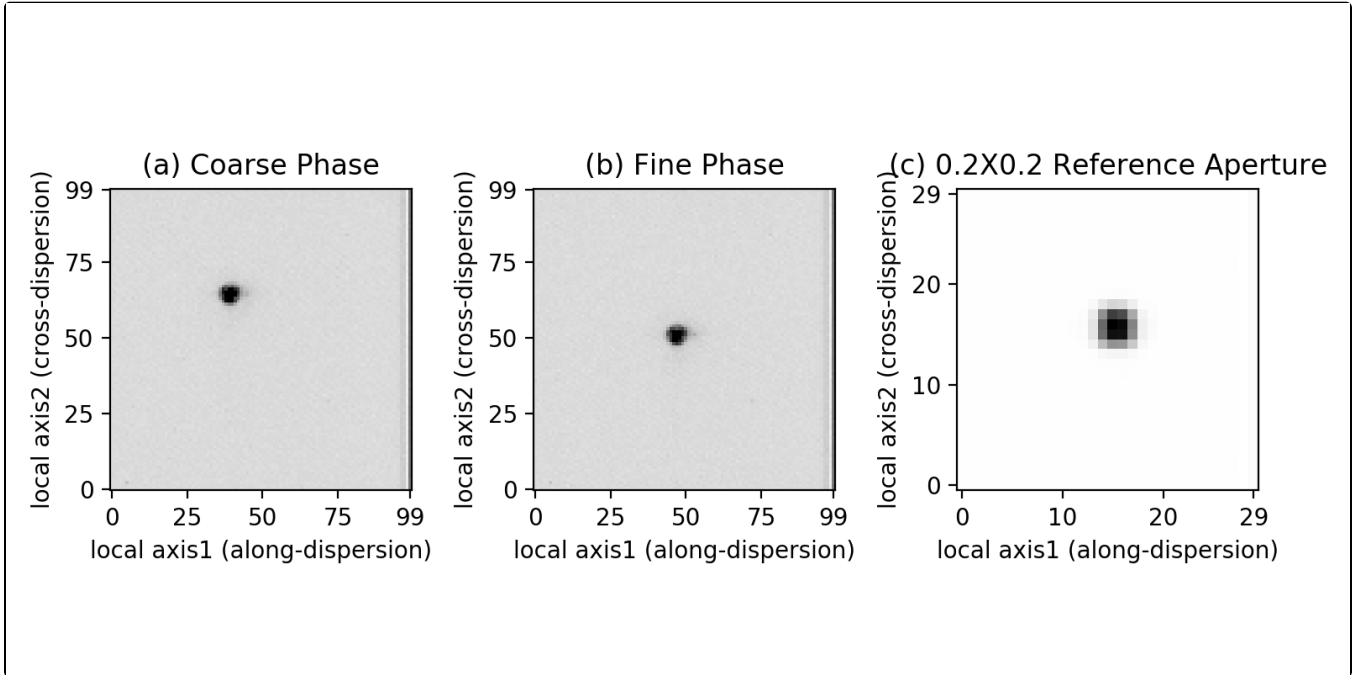 (a) Coarse Phase
99
75
50
25
0
local axis2 (cross-dispersion)
0 25 50 75 99
local axis1 (along-dispersion)
(b) Fine Phase
99
75
50
25
0
local axis2 (cross-dispersion)
0 25 50 75 99
local axis1 (along-dispersion)
(c) 0.2X0.2 Reference Aperture
29
20
10
0
local axis2 (cross-dispersion)
0 10 20 29
local axis1 (along-dispersion)